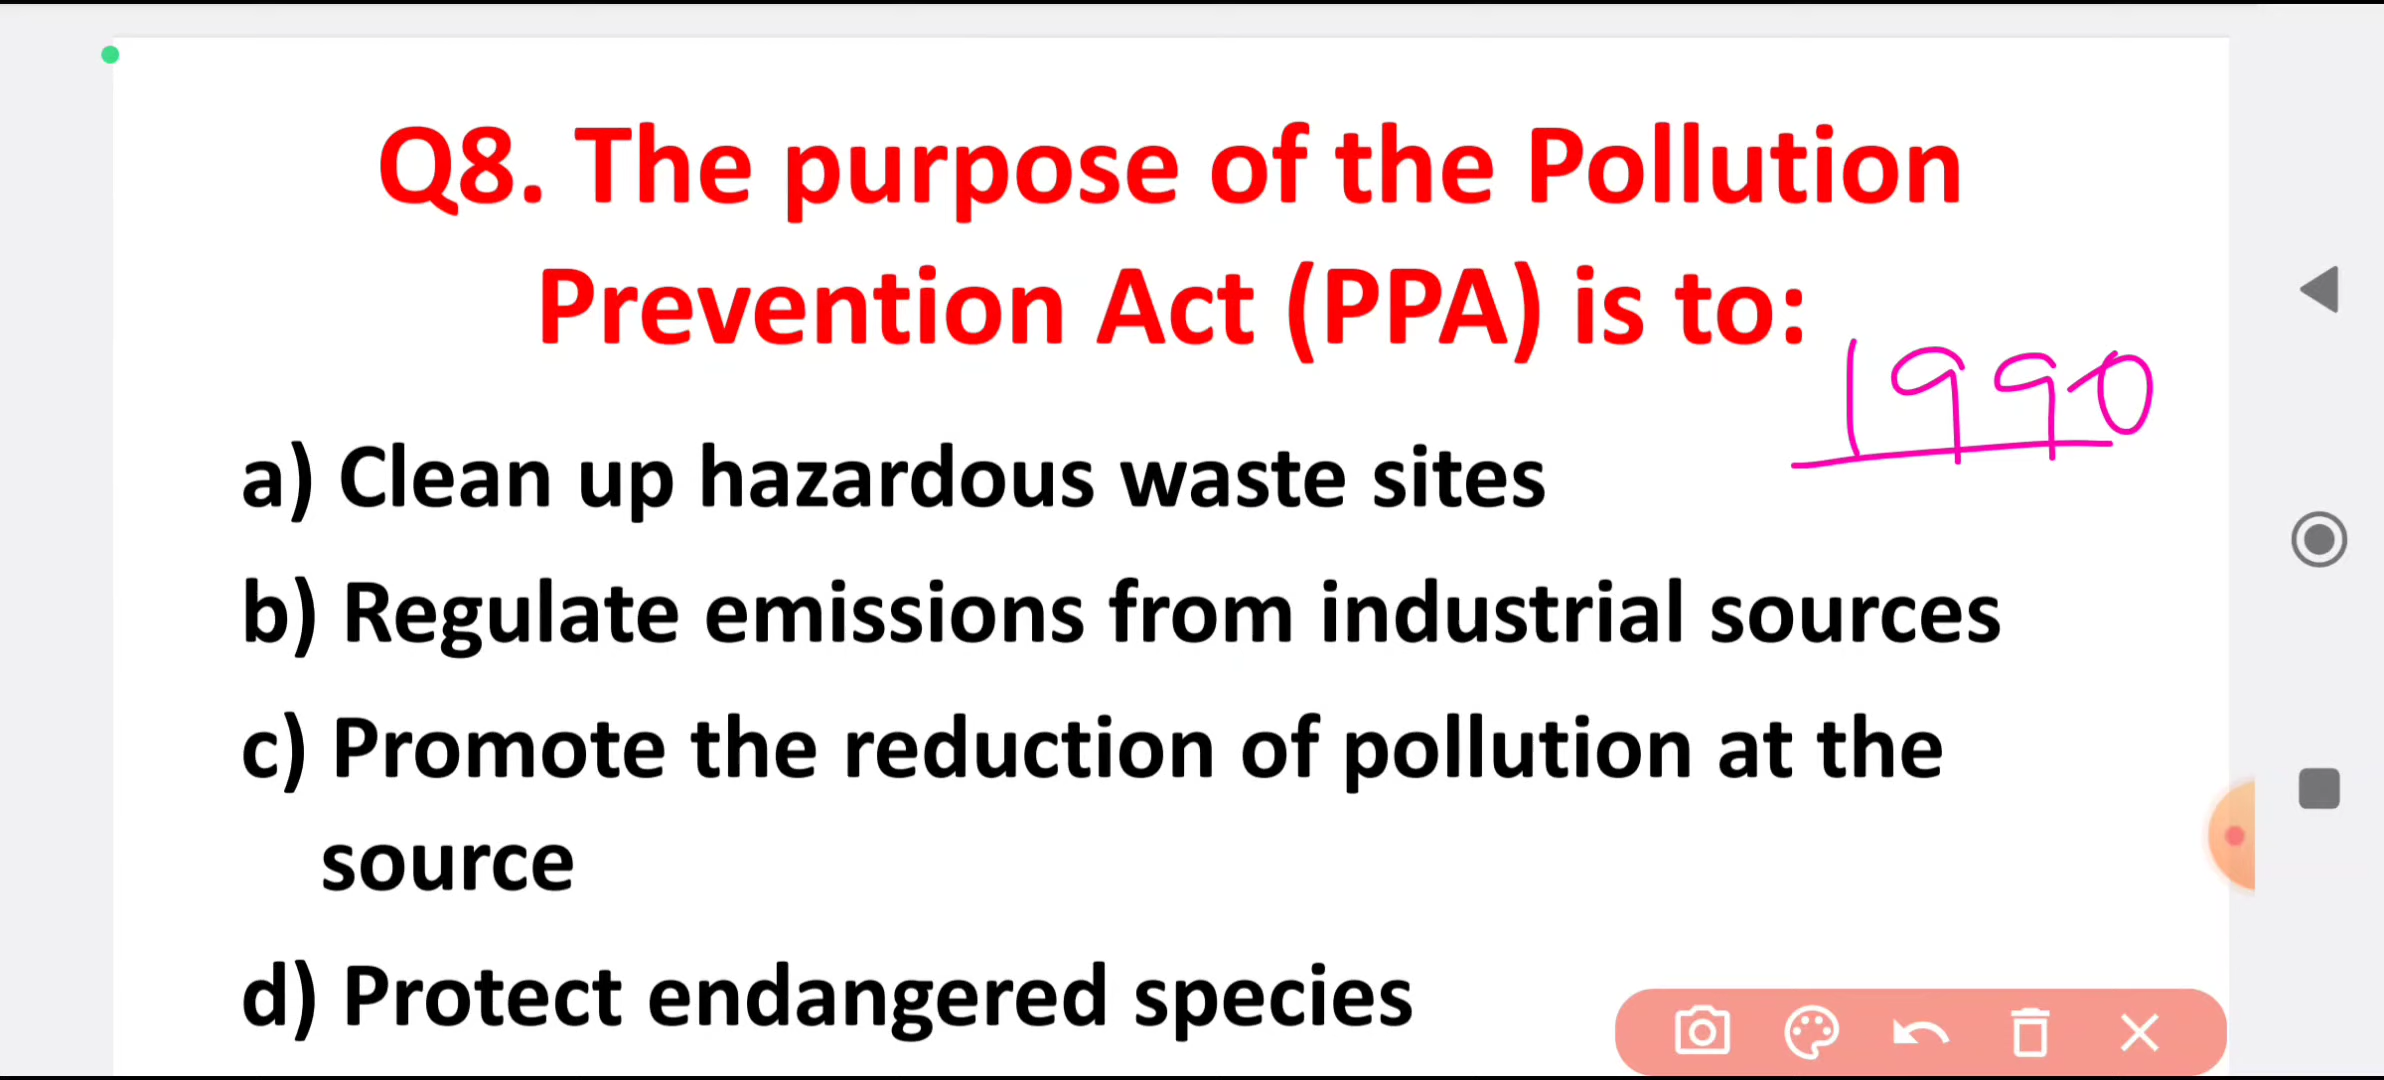 Q8. The purpose of the Pollution
Prevention Act (PPA) is to:
1990
a) Clean up hazardous waste sites
b) Regulate emissions from industrial sources
c) Promote the reduction of pollution at the
source
d) Protect endangered species